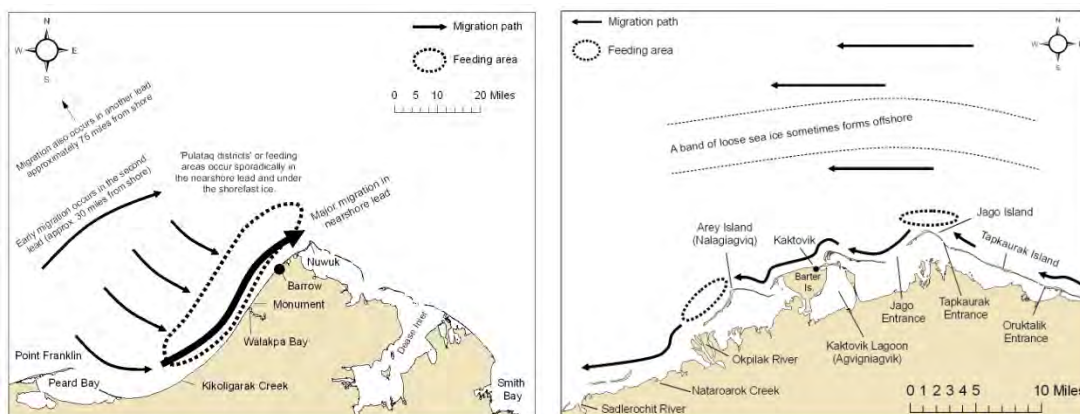 N
W E
S
Migration path
Feeding area
0 5 10 20 Miles
Migration also occurs in another lead
approximately 75 miles from shore
'Pulataq districts' or feeding
areas occur sporadically in
the nearshore lead and under
the shorefast ice.
Early migration occurs in the second
lead (approx. 30 miles from shore)
Major migration in
nearshore lead
Nuwuk
Barrow
Monument
Walakpa Bay
Dease Inlet
Point Franklin
Peard Bay
Kikoligarak Creek
Smith
Bay
Migration path
Feeding area
N
W E
S
A band of loose sea ice sometimes forms offshore
Jago Island
Arey Island
(Nalagiagviq)
Kaktovik
Tapkaurak Island
Barter
Is.
Jago
Entrance
Tapkaurak
Entrance
Oruktalik
Entrance
Okpilak River
Kaktovik Lagoon
(Agvigniagvik)
Nataroarok Creek
Sadlerochit River
0 1 2 3 4 5 10 Miles